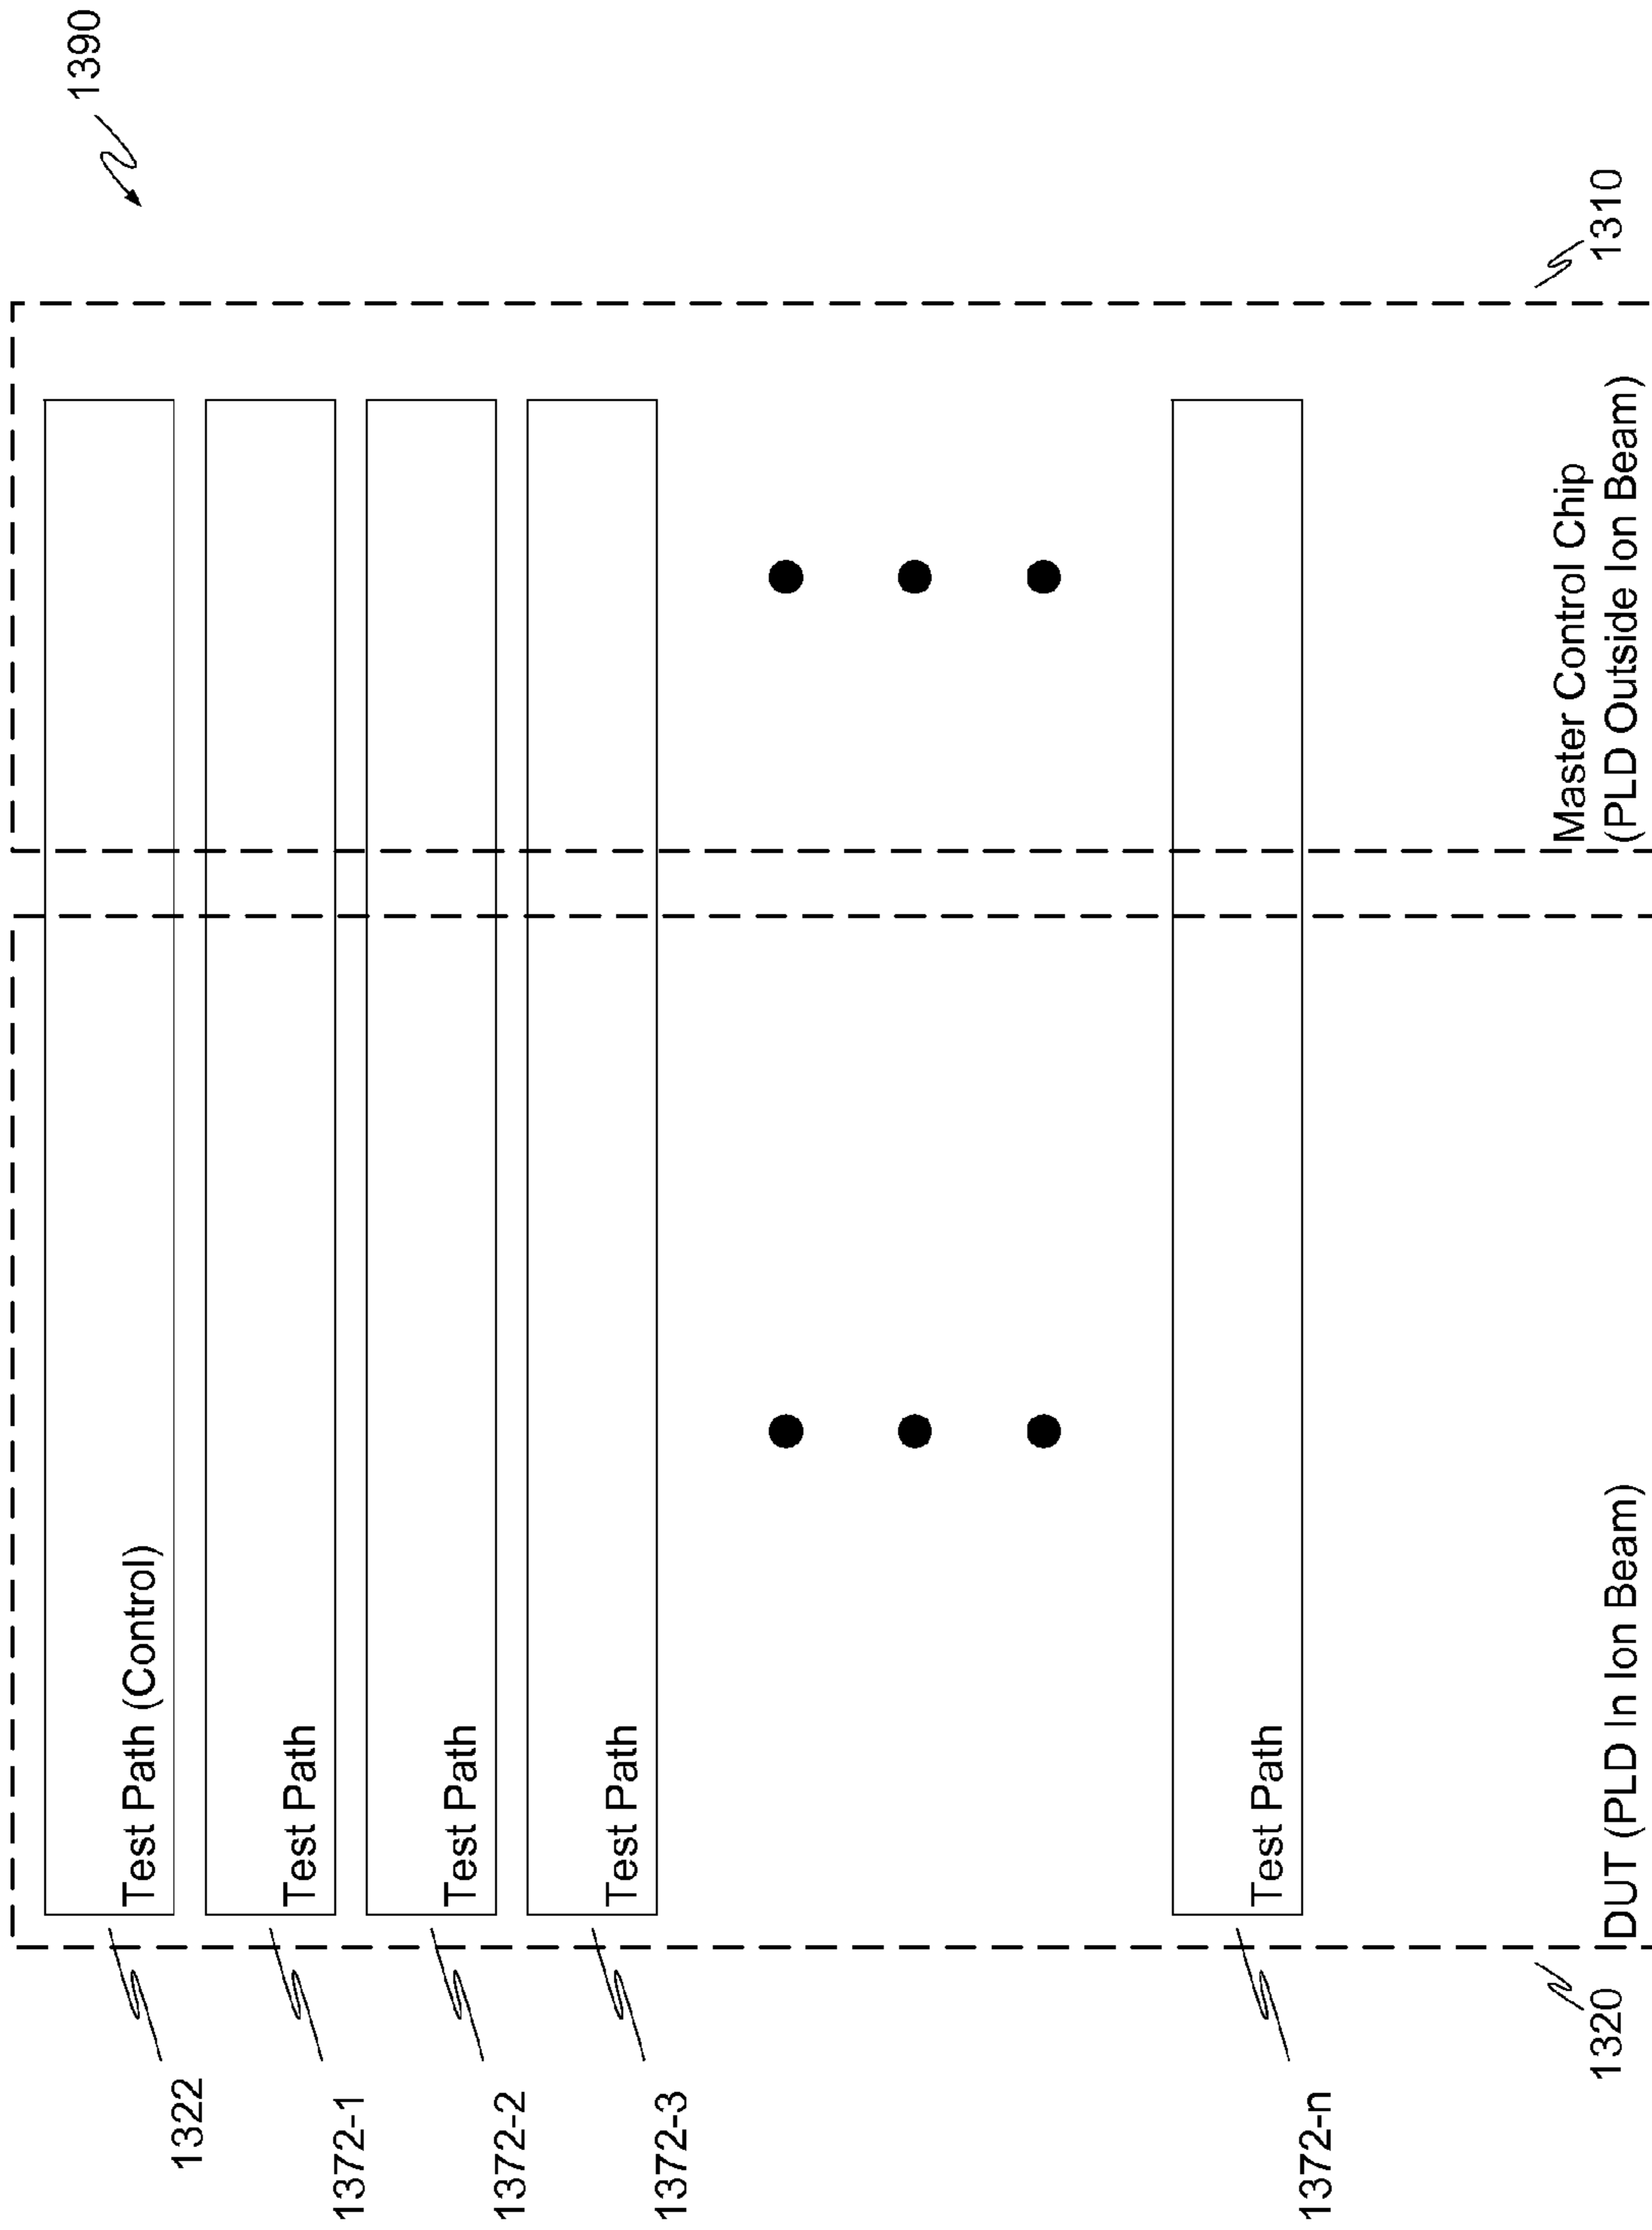 1390
1322
Test Path (Control)
1372-1
Test Path
1372-2
Test Path
1372-3
Test Path
1372-n
Test Path
1320
DUT (PLD In Ion Beam)
Master Control Chip
(PLD Outside Ion Beam)
1310